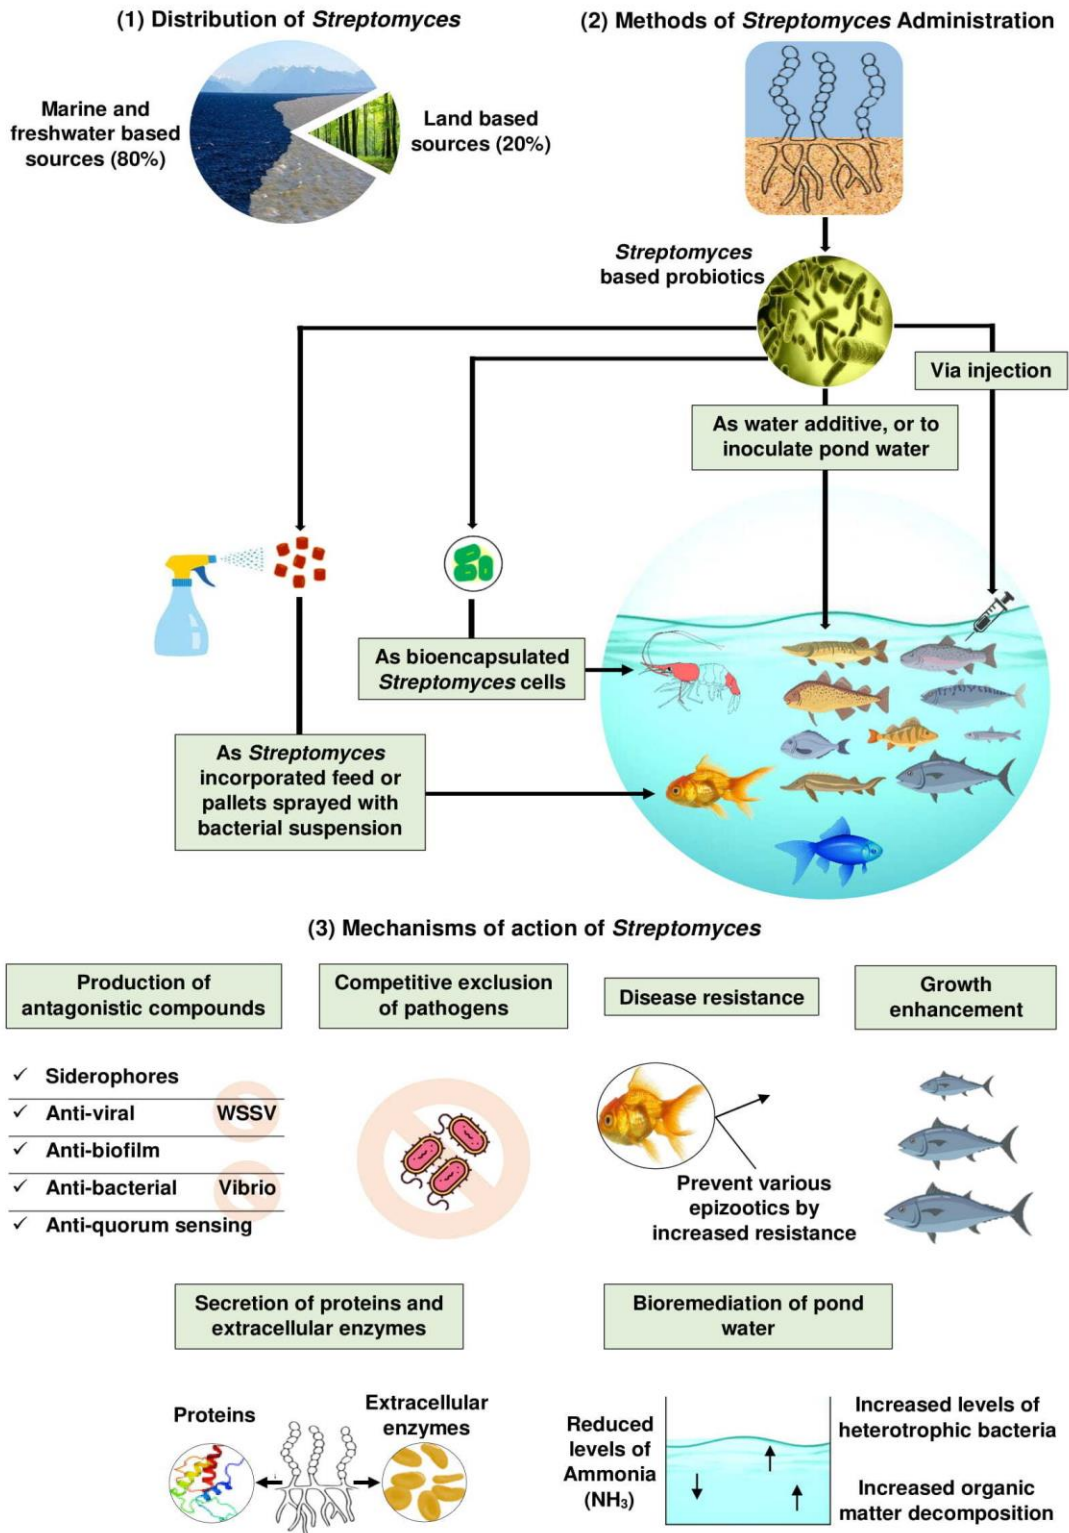 (1) Distribution of Streptomyces
Marine and
freshwater based
sources (80%)
Land based
sources (20%)
(2) Methods of Streptomyces Administration
Streptomyces
based probiotics
Via injection
As water additive, or to
inoculate pond water
As bioencapsulated
Streptomyces cells
As Streptomyces
incorporated feed or
pallets sprayed with
bacterial suspension
(3) Mechanisms of action of Streptomyces
Production of
antagonistic compounds
✓ Siderophores
✓ Anti-viral WSSV
✓ Anti-biofilm
✓ Anti-bacterial Vibrio
✓ Anti-quorum sensing
Competitive exclusion
of pathogens
Disease resistance
Prevent various
epizootics by
increased resistance
Growth
enhancement
Secretion of proteins and
extracellular enzymes
Proteins
Extracellular
enzymes
Bioremediation of pond
water
Reduced
levels of
Ammonia
(NH₃)
Increased levels of
heterotrophic bacteria
Increased organic
matter decomposition